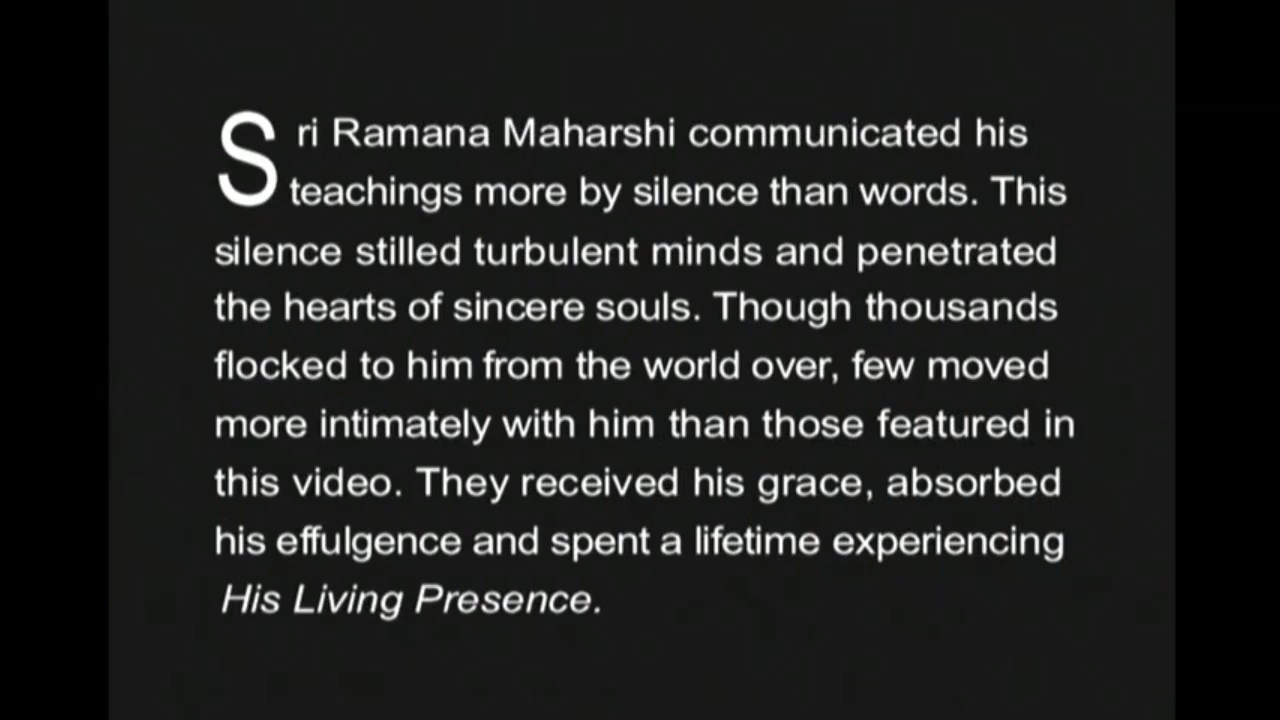 Sri Ramana Maharshi communicated his
teachings more by silence than words. This
silence stilled turbulent minds and penetrated
the hearts of sincere souls. Though thousands
flocked to him from the world over, few moved
more intimately with him than those featured in
this video. They received his grace, absorbed
his effulgence and spent a lifetime experiencing
His Living Presence.